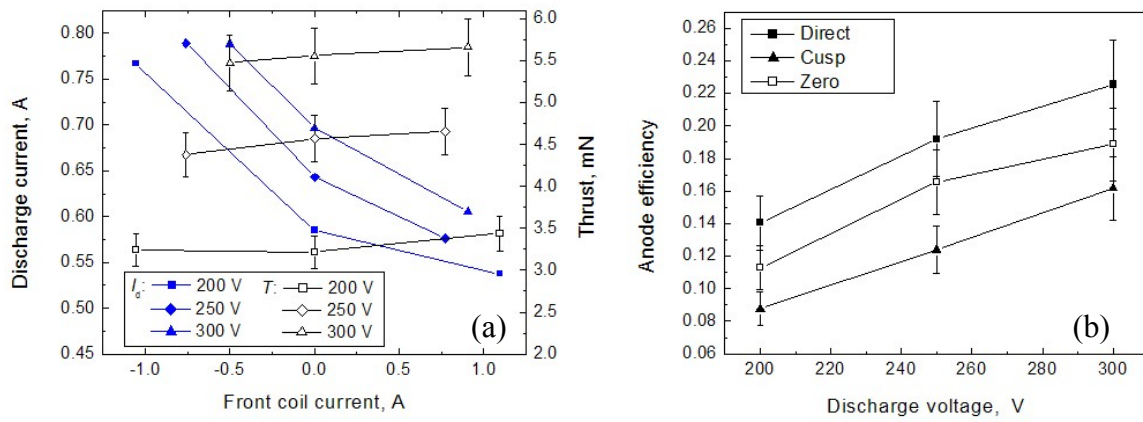 0.80
0.75
0.70
0.65
0.60
0.55
0.50
0.45
Discharge current, A
-1.0 -0.5 0.0 0.5 1.0
Front coil current, A
6.0
5.5
5.0
4.5
4.0
3.5
3.0
2.5
2.0
Thrust, mN
I_d: 200 V T: 200 V
250 V 250 V
300 V 300 V
(a)
0.26
0.24
0.22
0.20
0.18
0.16
0.14
0.12
0.10
0.08
0.06
Anode efficiency
Direct
Cusp
Zero
200 220 240 260 280 300
Discharge voltage, V
(b)